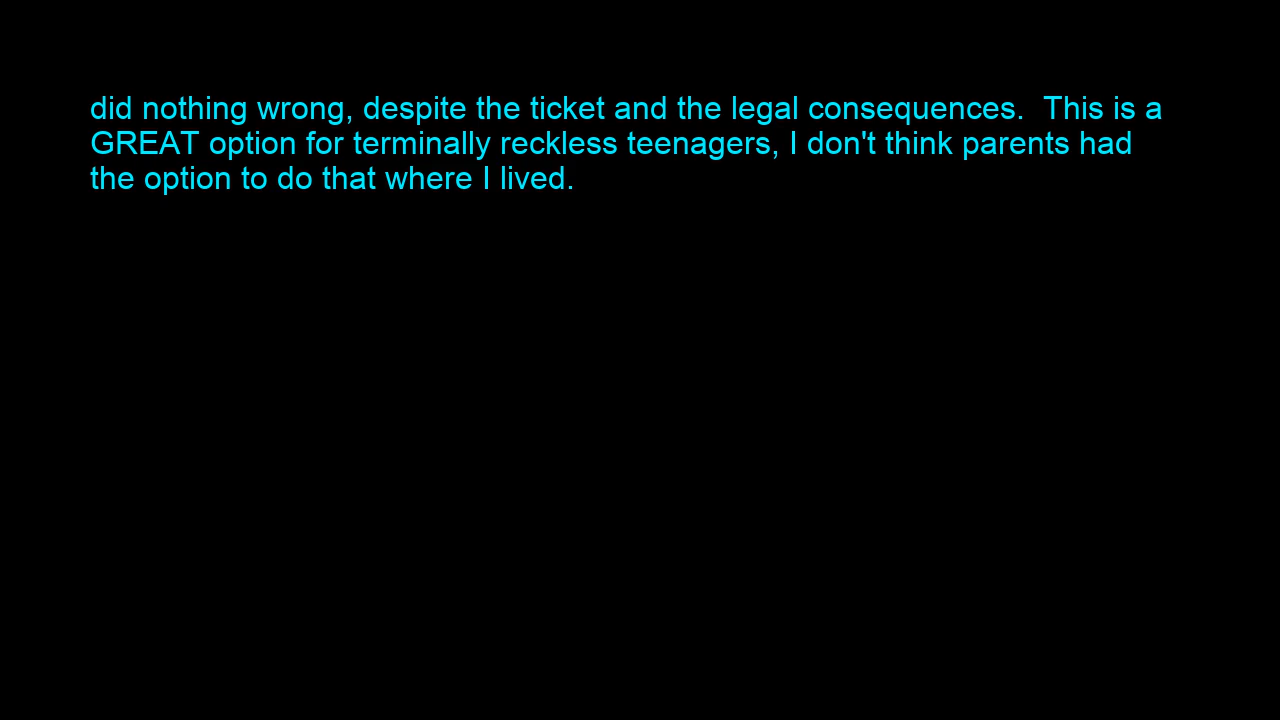 did nothing wrong, despite the ticket and the legal consequences.  This is a
GREAT option for terminally reckless teenagers, I don't think parents had
the option to do that where I lived.